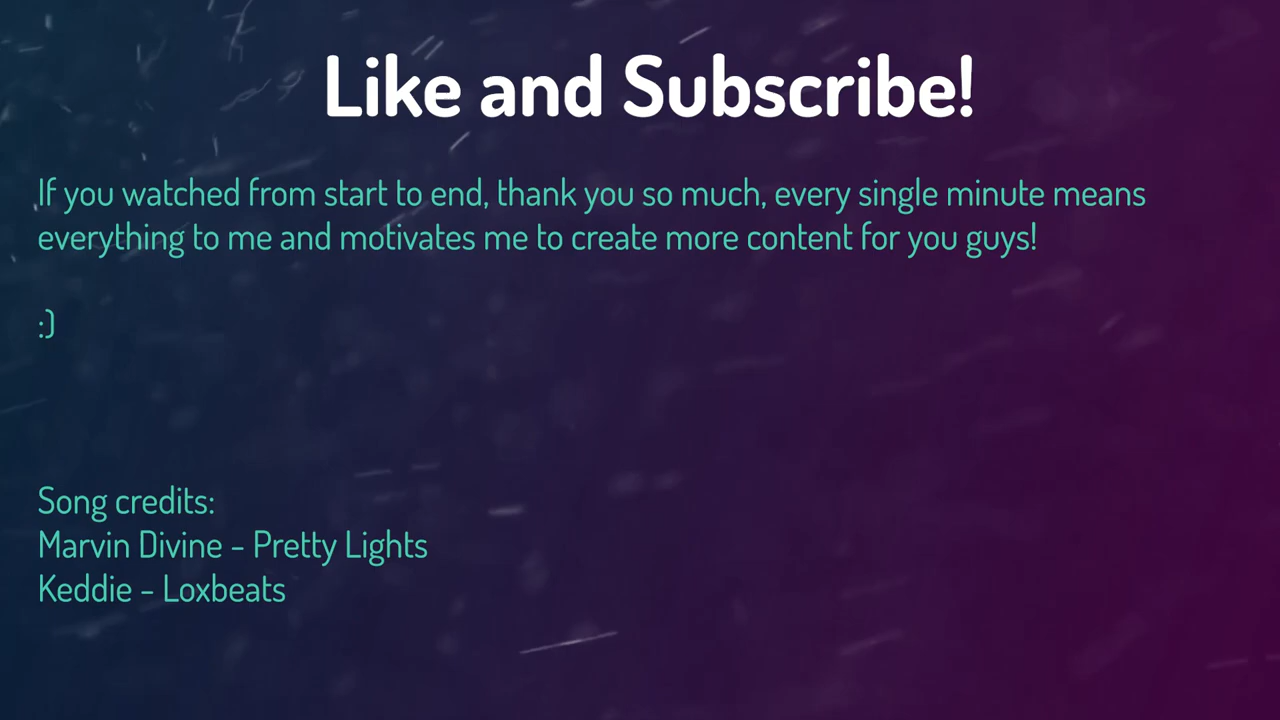 Like and Subscribe!
If you watched from start to end, thank you so much, every single minute means
everything to me and motivates me to create more content for you guys!
:)
Song credits:
Marvin Divine - Pretty Lights
Keddie - Loxbeats